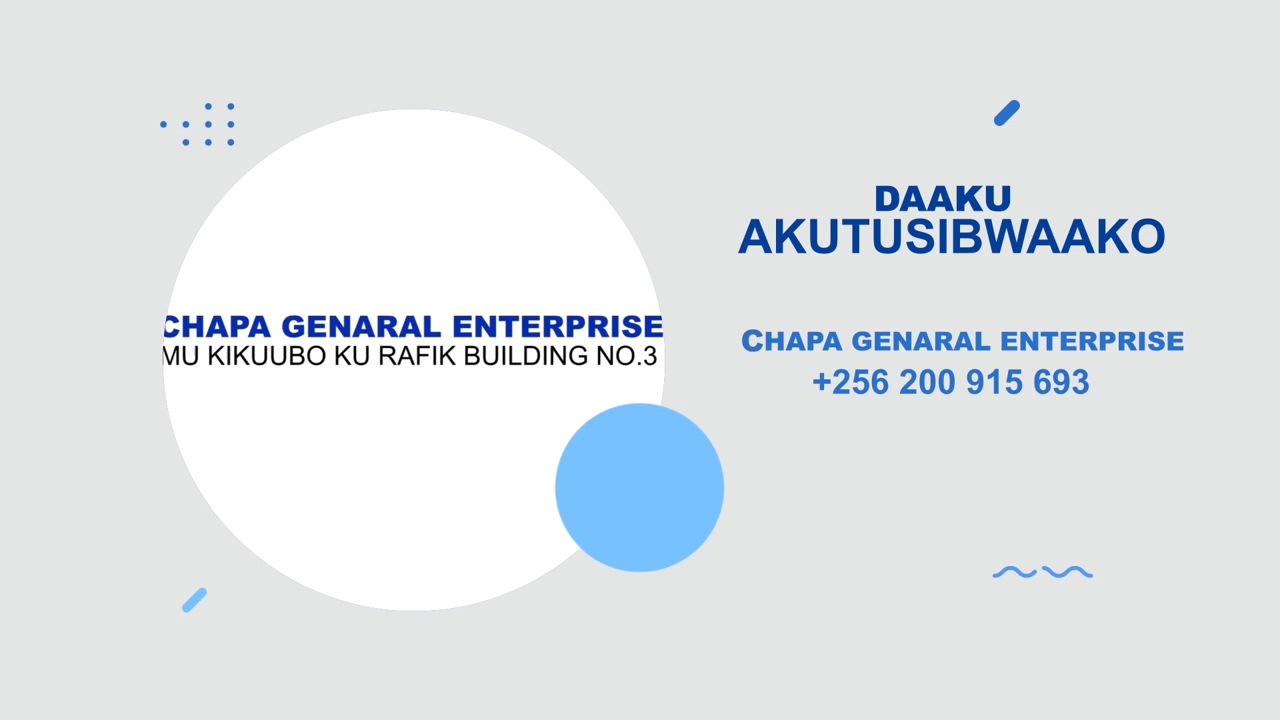 CHAPA GENARAL ENTERPRISE
MU KIKUUBO KU RAFIK BUILDING NO.3
DAAKU
AKUTUSIBWAAKO
CHAPA GENARAL ENTERPRISE
+256 200 915 693